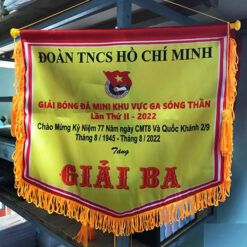 ĐOÀN TNCS HỒ CHÍ MINH
GIẢI BÓNG ĐÁ MINI KHU VỰC GA SÓNG THẦN
Lần Thứ II - 2022
Chào Mừng Kỷ Niệm 77 Năm ngày CMT8 Và Quốc Khánh 2/9
Tháng 8 / 1945 - Tháng 8 / 2022
Tặng
GIẢI BA